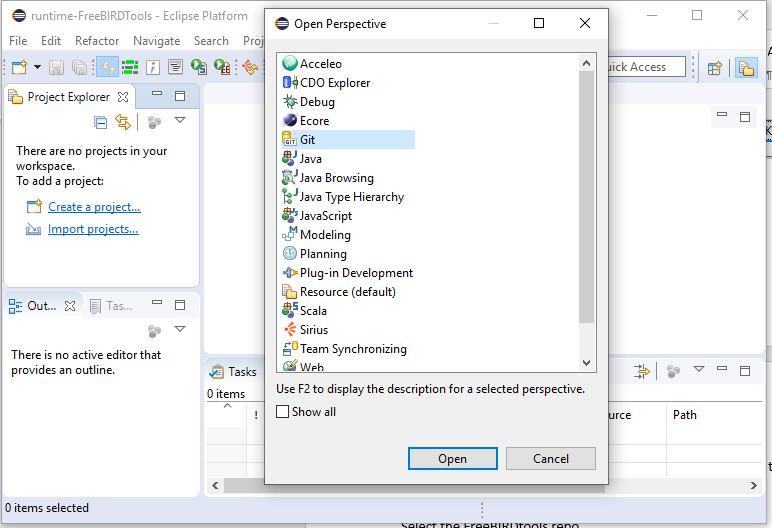 runtime-FreeBIRDTools - Eclipse Platform
File Edit Refactor Navigate Search
Quick Access
Project Explorer
There are no projects in your
workspace.
To add a project:
Create a project...
Import projects...
Out... Tas...
There is no active editor that
provides an outline.
0 items selected
Open Perspective
Acceleo
CDO Explorer
Debug
Ecore
GIT Git
Java
Java Browsing
Java Type Hierarchy
JavaScript
Modeling
Planning
Plug-in Development
Resource (default)
Scala
Sirius
Team Synchronizing
Web
Use F2 to display the description for a selected perspective.
Show all
Open Cancel
Tasks
0 items
! Path
Select the FreeBIRDtools repo